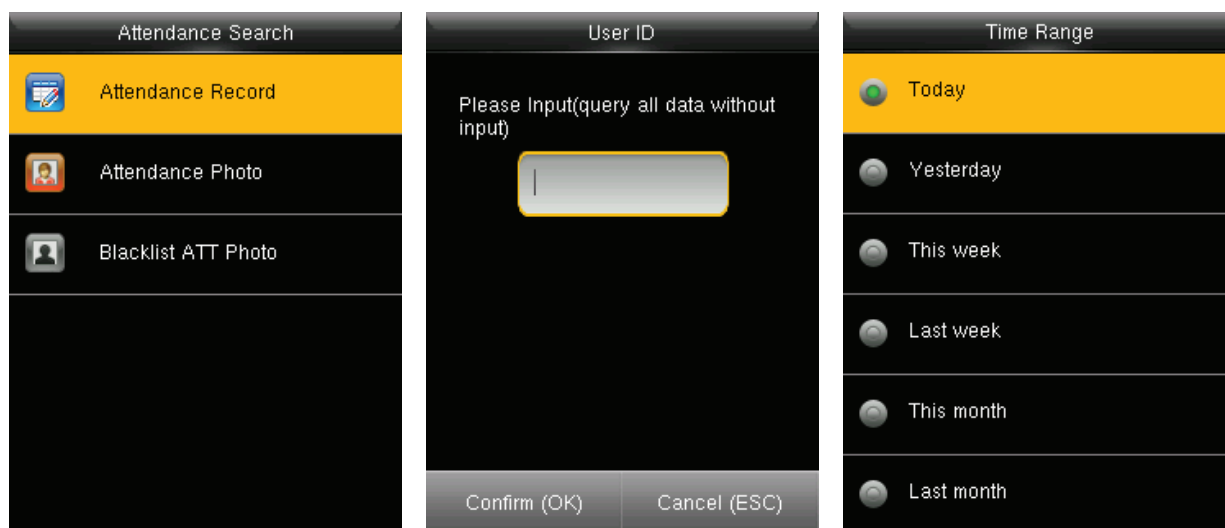 Attendance Search
Attendance Record
Attendance Photo
Blacklist ATT Photo
User ID
Please Input(query all data without
input)
Confirm (OK)
Cancel (ESC)
Time Range
Today
Yesterday
This week
Last week
This month
Last month